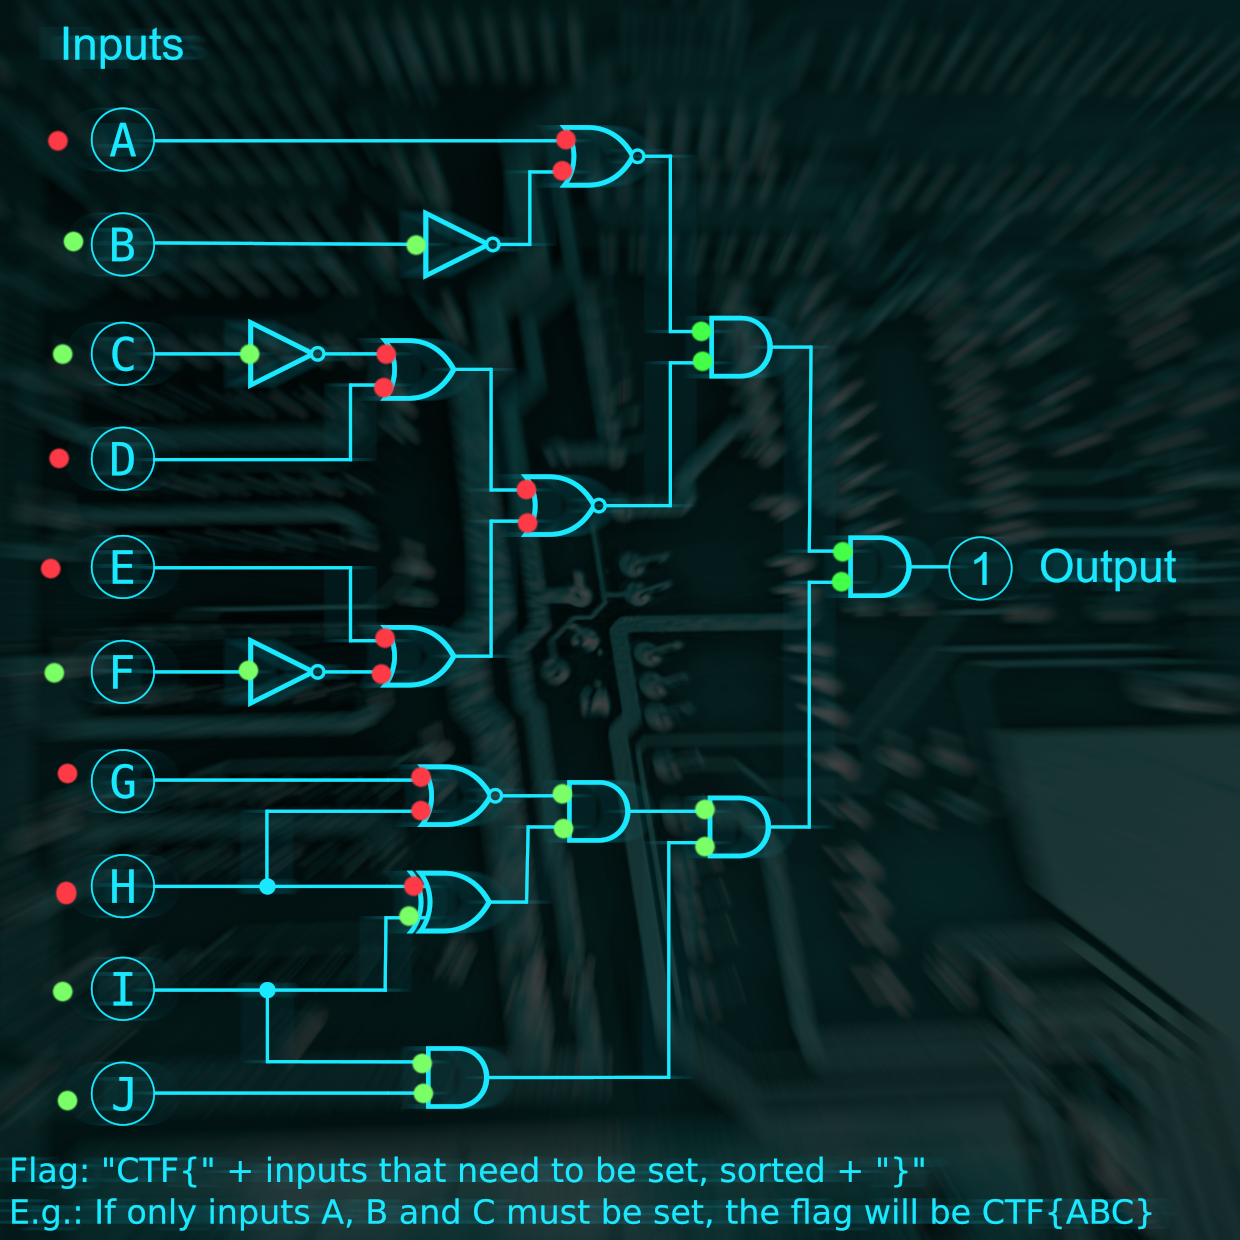 Inputs
A
B
C
D
E
F
G
H
I
J
1 Output
Flag: "CTF{" + inputs that need to be set, sorted + "}"
E.g.: If only inputs A, B and C must be set, the flag will be CTF{ABC}